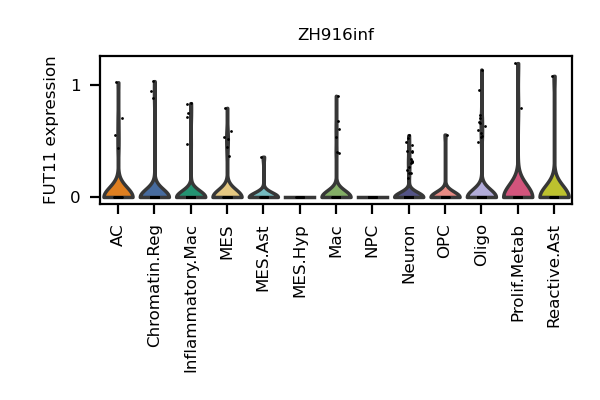 ZH916inf
FUT11 expression
1
0
AC
Chromatin.Reg
Inflammatory.Mac
MES
MES.Ast
MES.Hyp
Mac
NPC
Neuron
OPC
Oligo
Prolif.Metab
Reactive.Ast